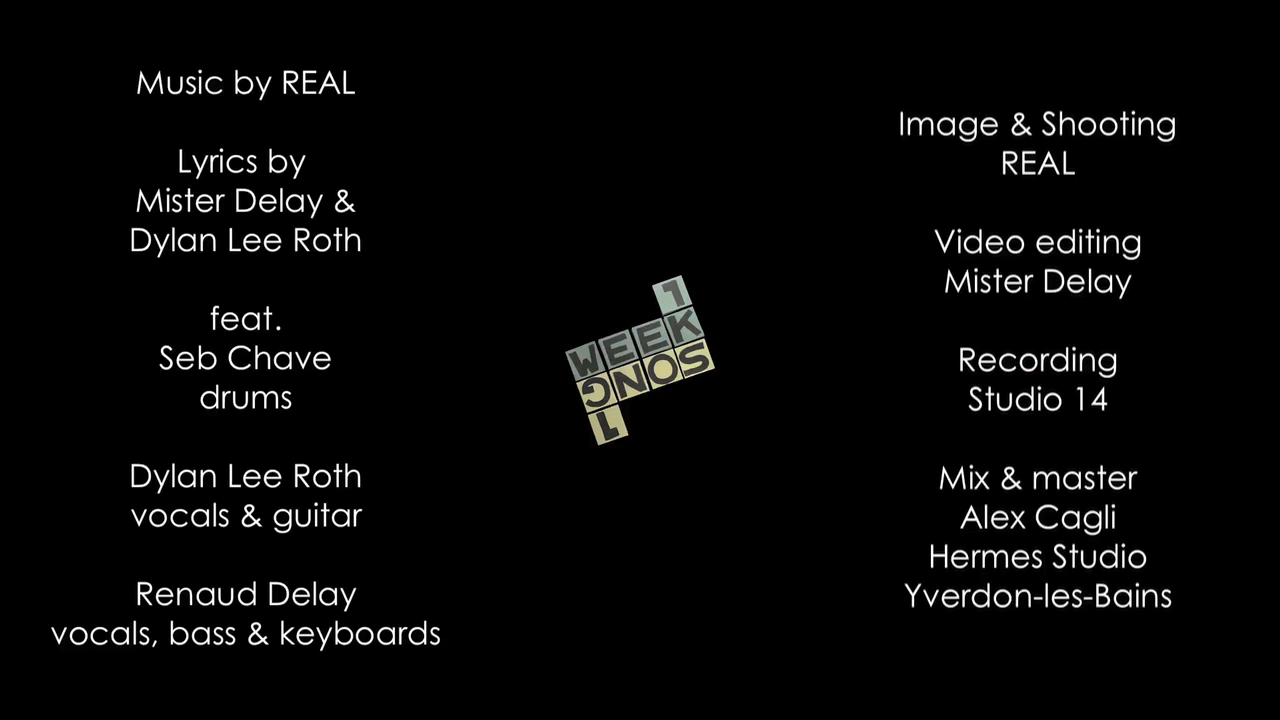 Music by REAL
Lyrics by
Mister Delay &
Dylan Lee Roth
feat.
Seb Chave
drums
Dylan Lee Roth
vocals & guitar
Renaud Delay
vocals, bass & keyboards
1
WEEK
SONG
1
Image & Shooting
REAL
Video editing
Mister Delay
Recording
Studio 14
Mix & master
Alex Cagli
Hermes Studio
Yverdon-les-Bains